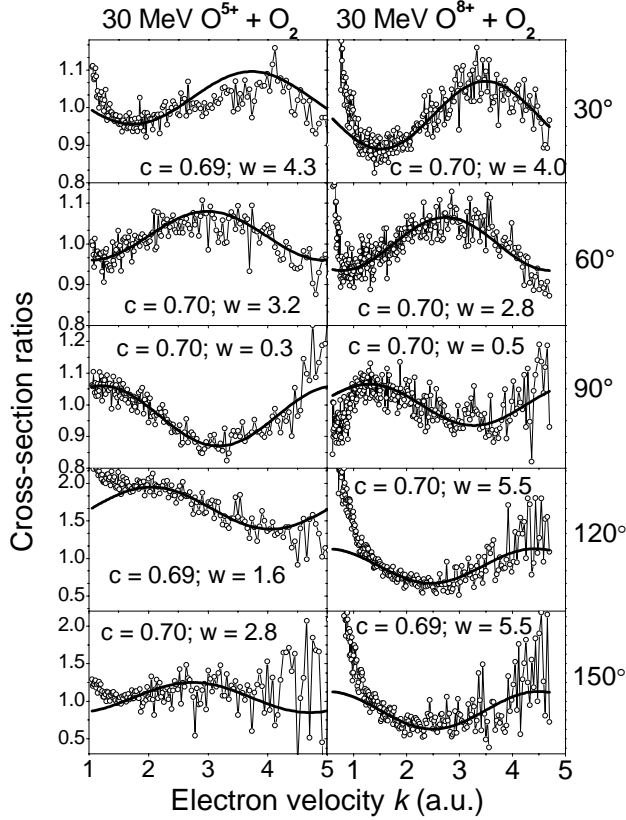 30 MeV O⁵⁺ + O₂ 30 MeV O⁸⁺ + O₂
1.1
1.0
0.9
0.8
c = 0.69; w = 4.3
c = 0.70; w = 4.0
30°
1.1
1.0
0.9
0.8
c = 0.70; w = 3.2
c = 0.70; w = 2.8
60°
1.2
1.1
1.0
0.9
0.8
c = 0.70; w = 0.3
c = 0.70; w = 0.5
90°
2.0
1.5
1.0
0.5
c = 0.69; w = 1.6
c = 0.70; w = 5.5
120°
2.0
1.5
1.0
0.5
c = 0.70; w = 2.8
c = 0.69; w = 5.5
150°
Cross-section ratios
1 2 3 4 5 1 2 3 4 5
Electron velocity k (a.u.)